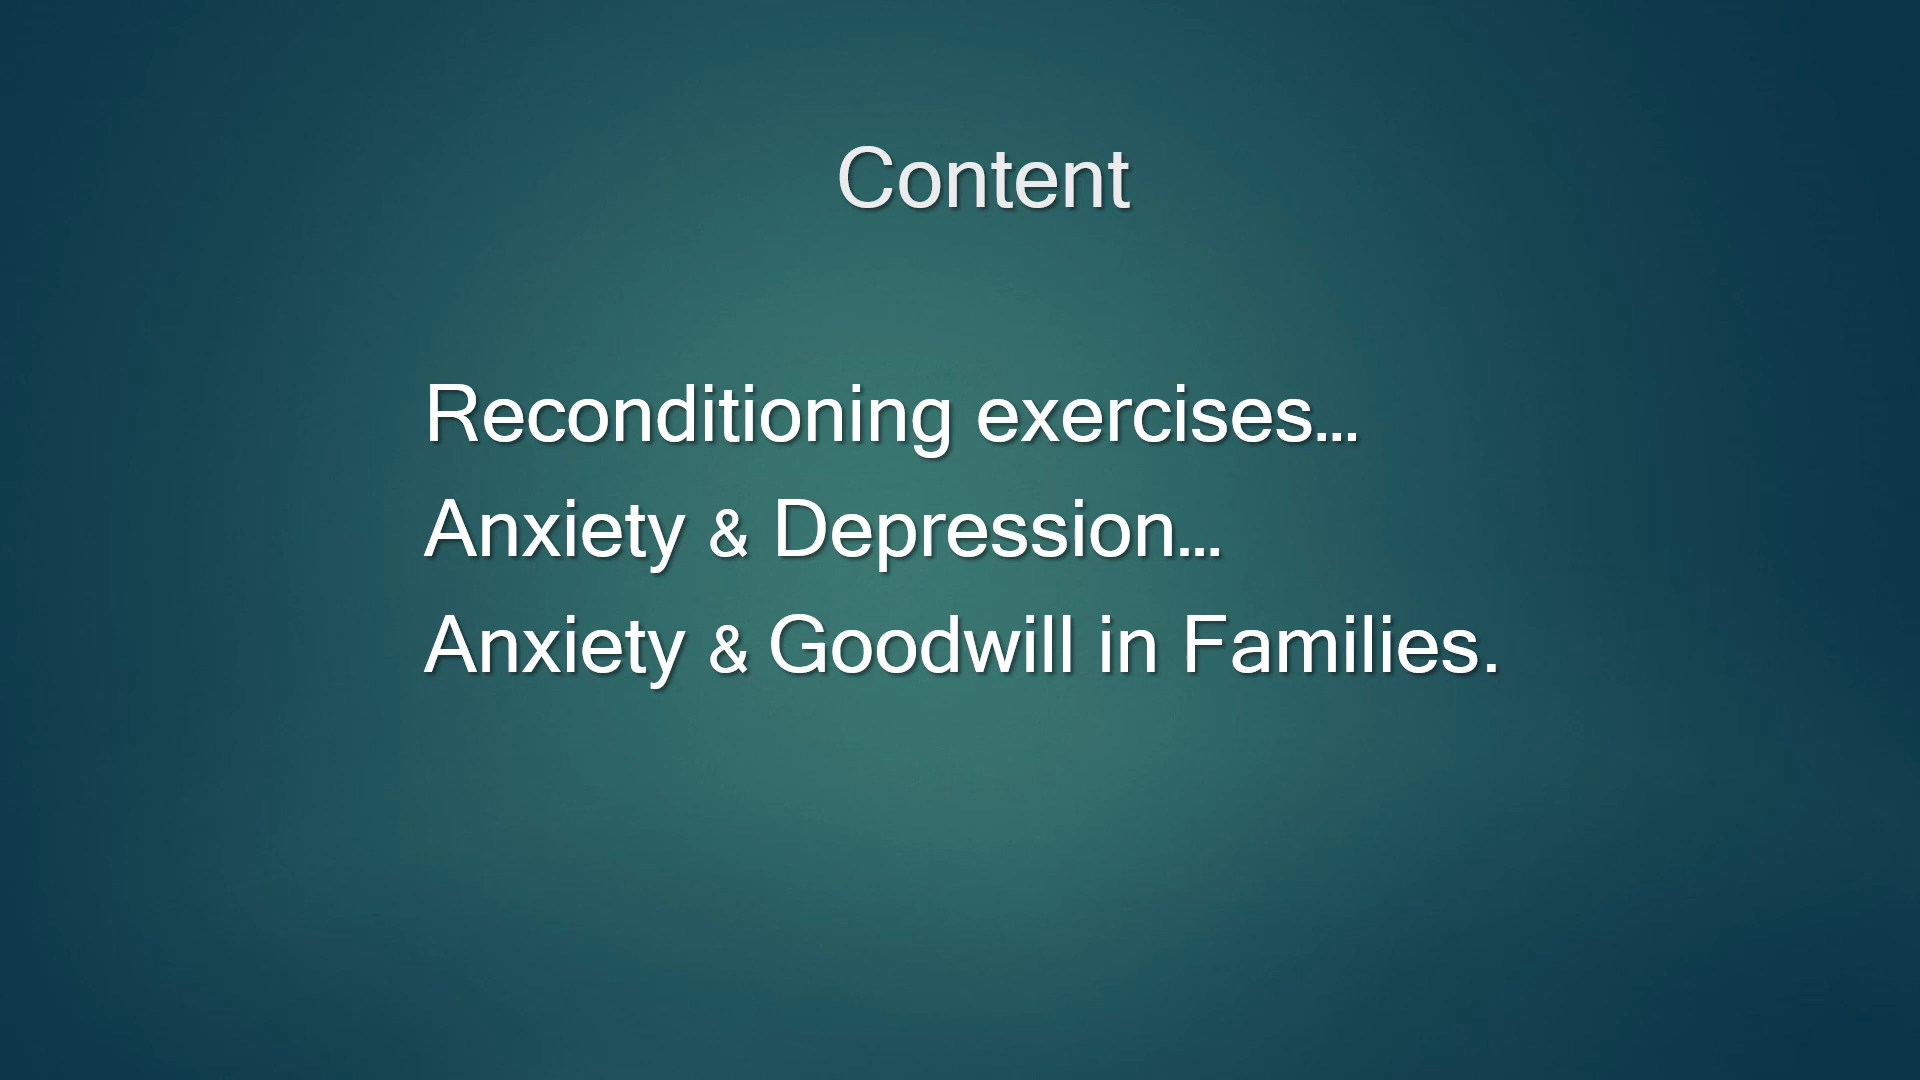 Content
Reconditioning exercises...
Anxiety & Depression...
Anxiety & Goodwill in Families.